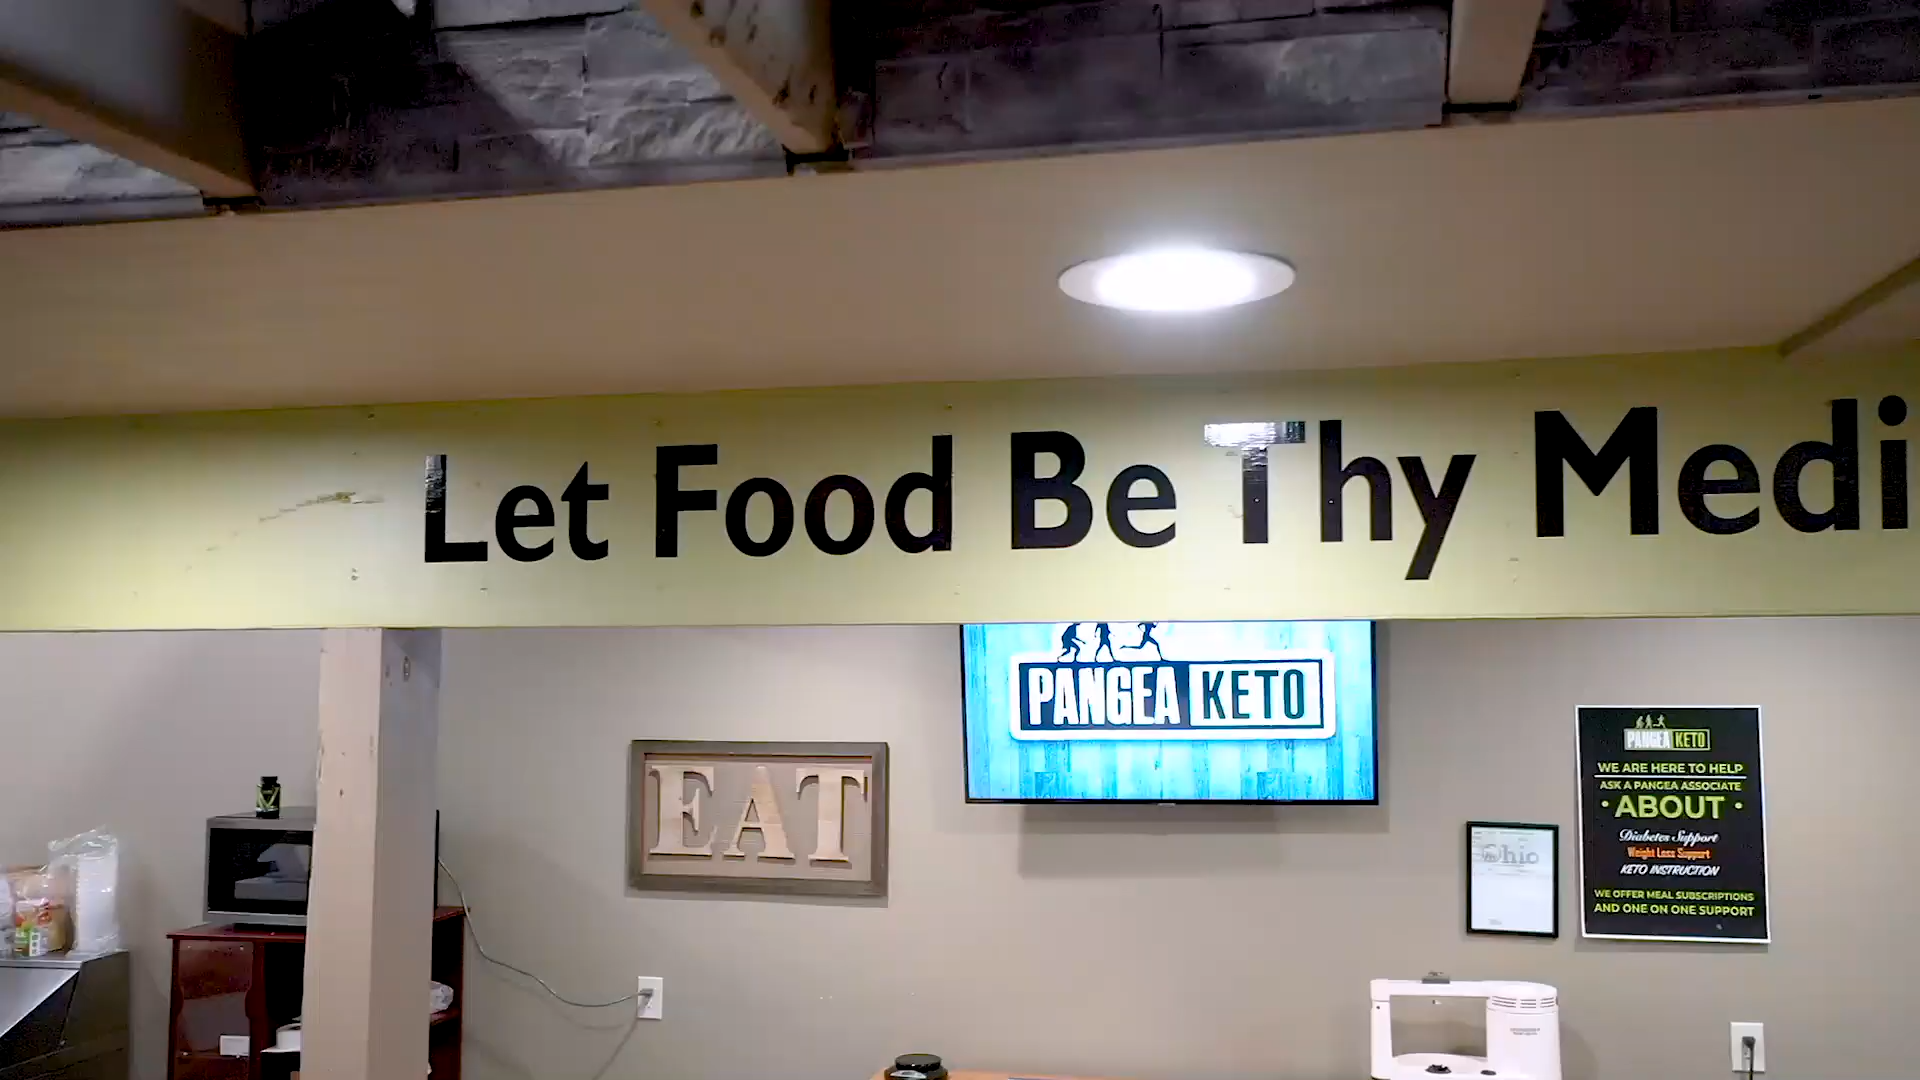 Let Food Be Thy Medi
PANGEA KETO
EAT
PANGEA KETO
WE ARE HERE TO HELP
ASK A PANGEA ASSOCIATE
• ABOUT •
Diabetes Support
Weight Loss Support
KETO INSTRUCTION
WE OFFER MEAL SUBSCRIPTIONS
AND ONE ON ONE SUPPORT
Ohio